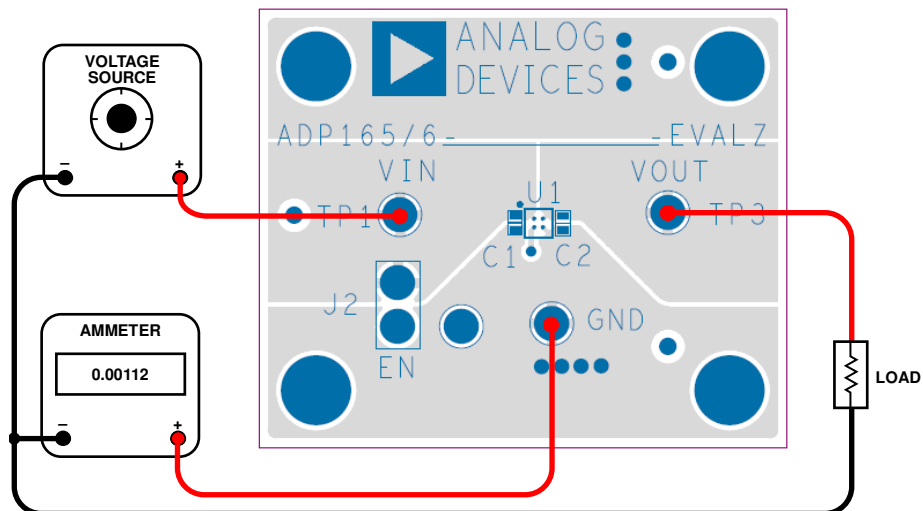 VOLTAGE
SOURCE
−
+
ANALOG
DEVICES
ADP165/6-
-EVALZ
VIN
VOUT
U1
TP1
TP3
C1
C2
J2
GND
EN
AMMETER
0.00112
−
+
LOAD